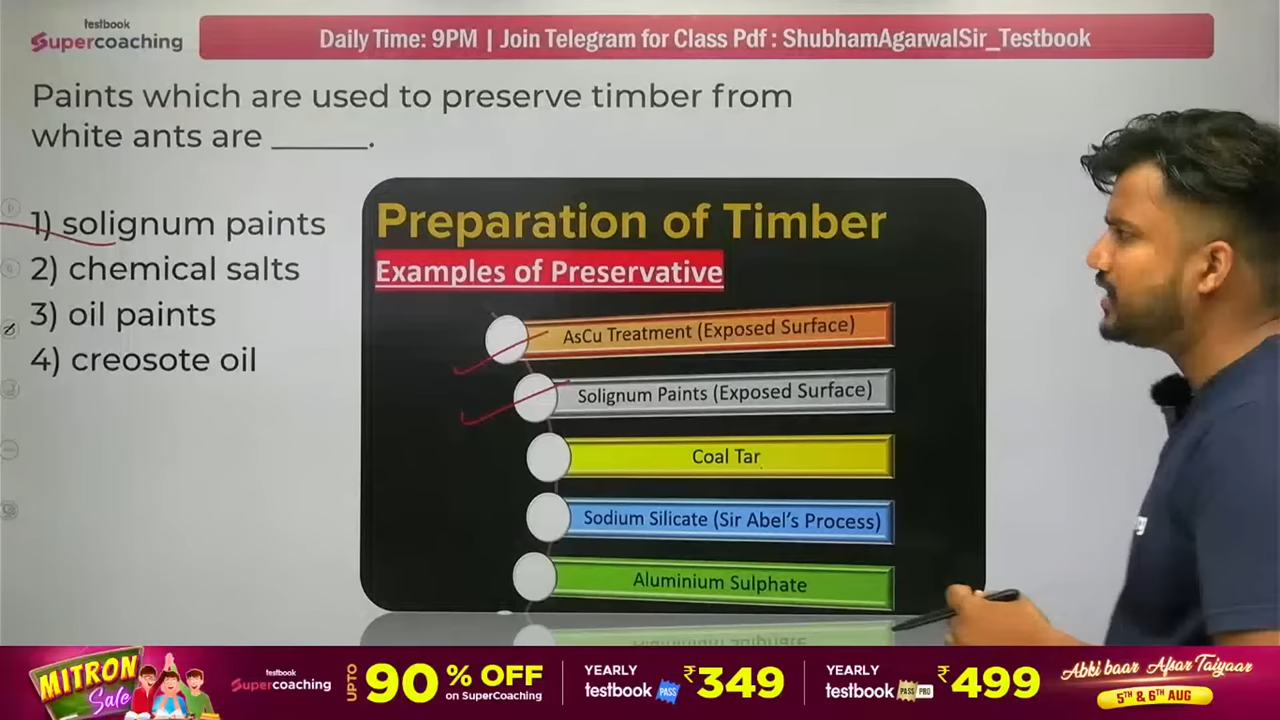 testbook
Supercoaching
Daily Time: 9PM | Join Telegram for Class Pdf : ShubhamAgarwalSir_Testbook
Paints which are used to preserve timber from
white ants are ______.
1) solignum paints
2) chemical salts
3) oil paints
4) creosote oil
Preparation of Timber
Examples of Preservative
AsCu Treatment (Exposed Surface)
Solignum Paints (Exposed Surface)
Coal Tar
Sodium Silicate (Sir Abel's Process)
Aluminium Sulphate
MITRON
Sale
testbook
Supercoaching
UPTO 90 % OFF
on SuperCoaching
YEARLY
testbook PASS
₹349
YEARLY
testbook PASS PRO
₹499
Abki baar Afsar Taiyaar
5TH & 6TH AUG